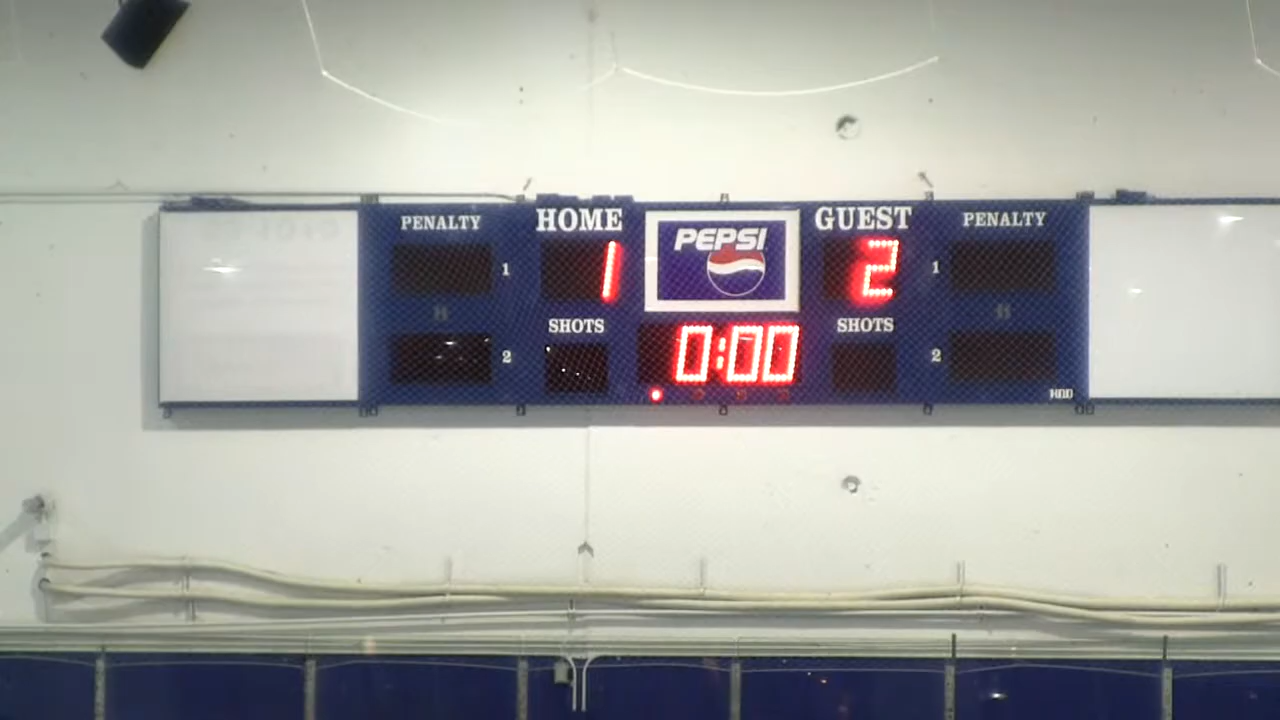 PENALTY HOME PEPSI GUEST PENALTY
1 1 2 1
SHOTS SHOTS
2 0:00 2